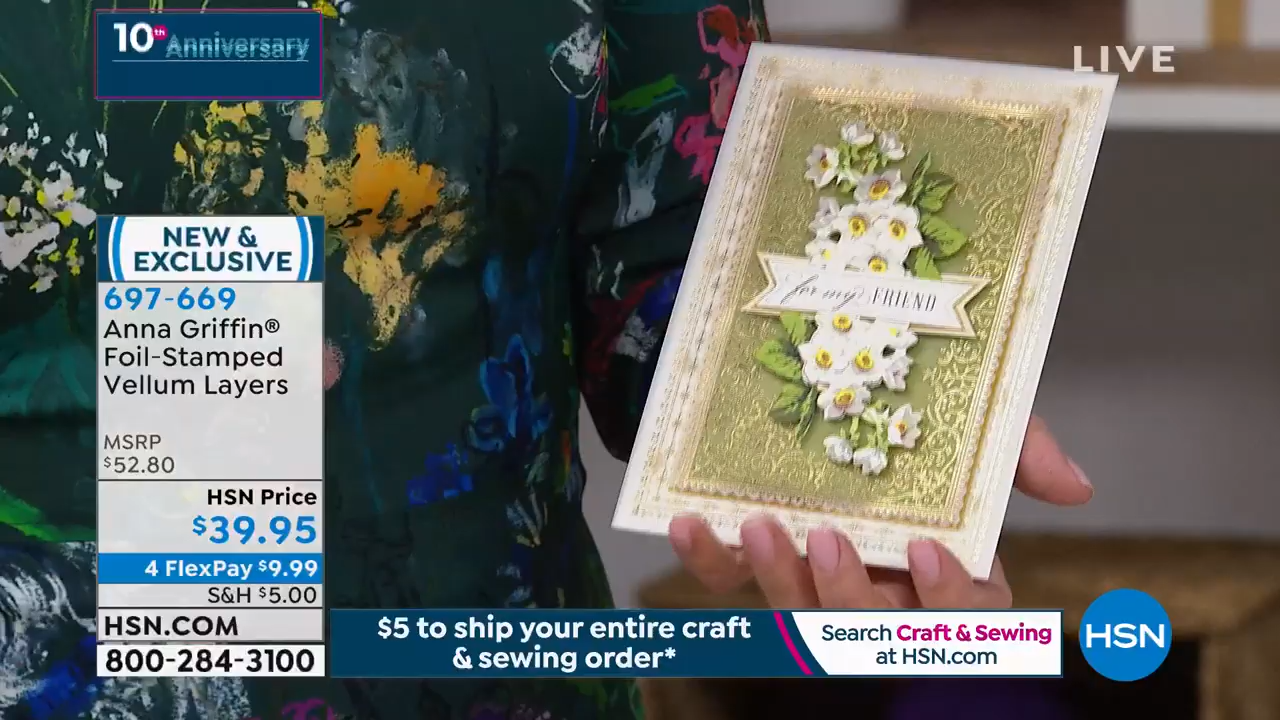 10th Anniversary
LIVE
NEW &
EXCLUSIVE
697-669
Anna Griffin®
Foil-Stamped
Vellum Layers
MSRP
$52.80
HSN Price
$39.95
4 FlexPay $9.99
S&H $5.00
HSN.COM
800-284-3100
for my FRIEND
$5 to ship your entire craft
& sewing order*
Search Craft & Sewing
at HSN.com
HSN